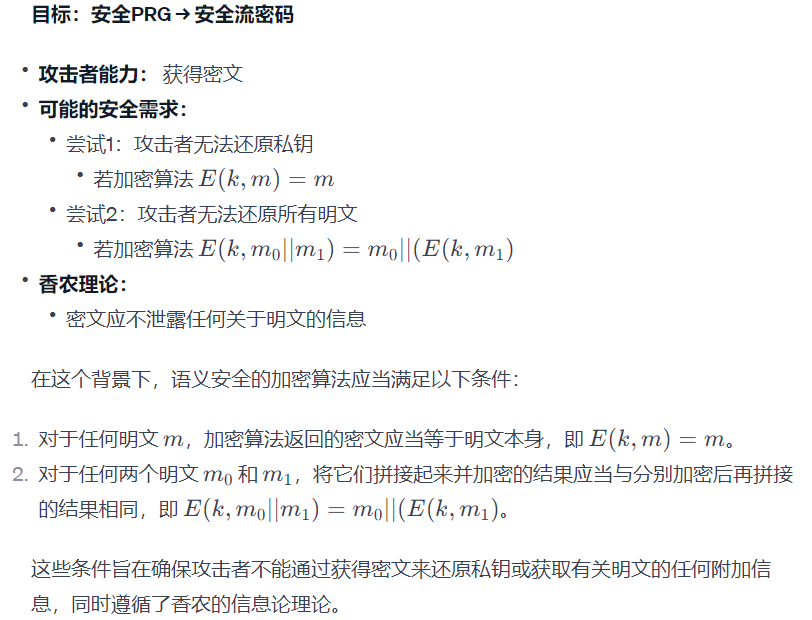 目标：安全PRG→安全流密码
• 攻击者能力： 获得密文
• 可能的安全需求：
• 尝试1：攻击者无法还原私钥
• 若加密算法 E(k, m) = m
• 尝试2：攻击者无法还原所有明文
• 若加密算法 E(k, m₀||m₁) = m₀||(E(k, m₁)
• 香农理论：
• 密文应不泄露任何关于明文的信息
在这个背景下，语义安全的加密算法应当满足以下条件：
1. 对于任何明文 m，加密算法返回的密文应当等于明文本身，即 E(k, m) = m。
2. 对于任何两个明文 m₀ 和 m₁，将它们拼接起来并加密的结果应当与分别加密后再拼接
的结果相同，即 E(k, m₀||m₁) = m₀||(E(k, m₁)。
这些条件旨在确保攻击者不能通过获得密文来还原私钥或获取有关明文的任何附加信
息，同时遵循了香农的信息论理论。